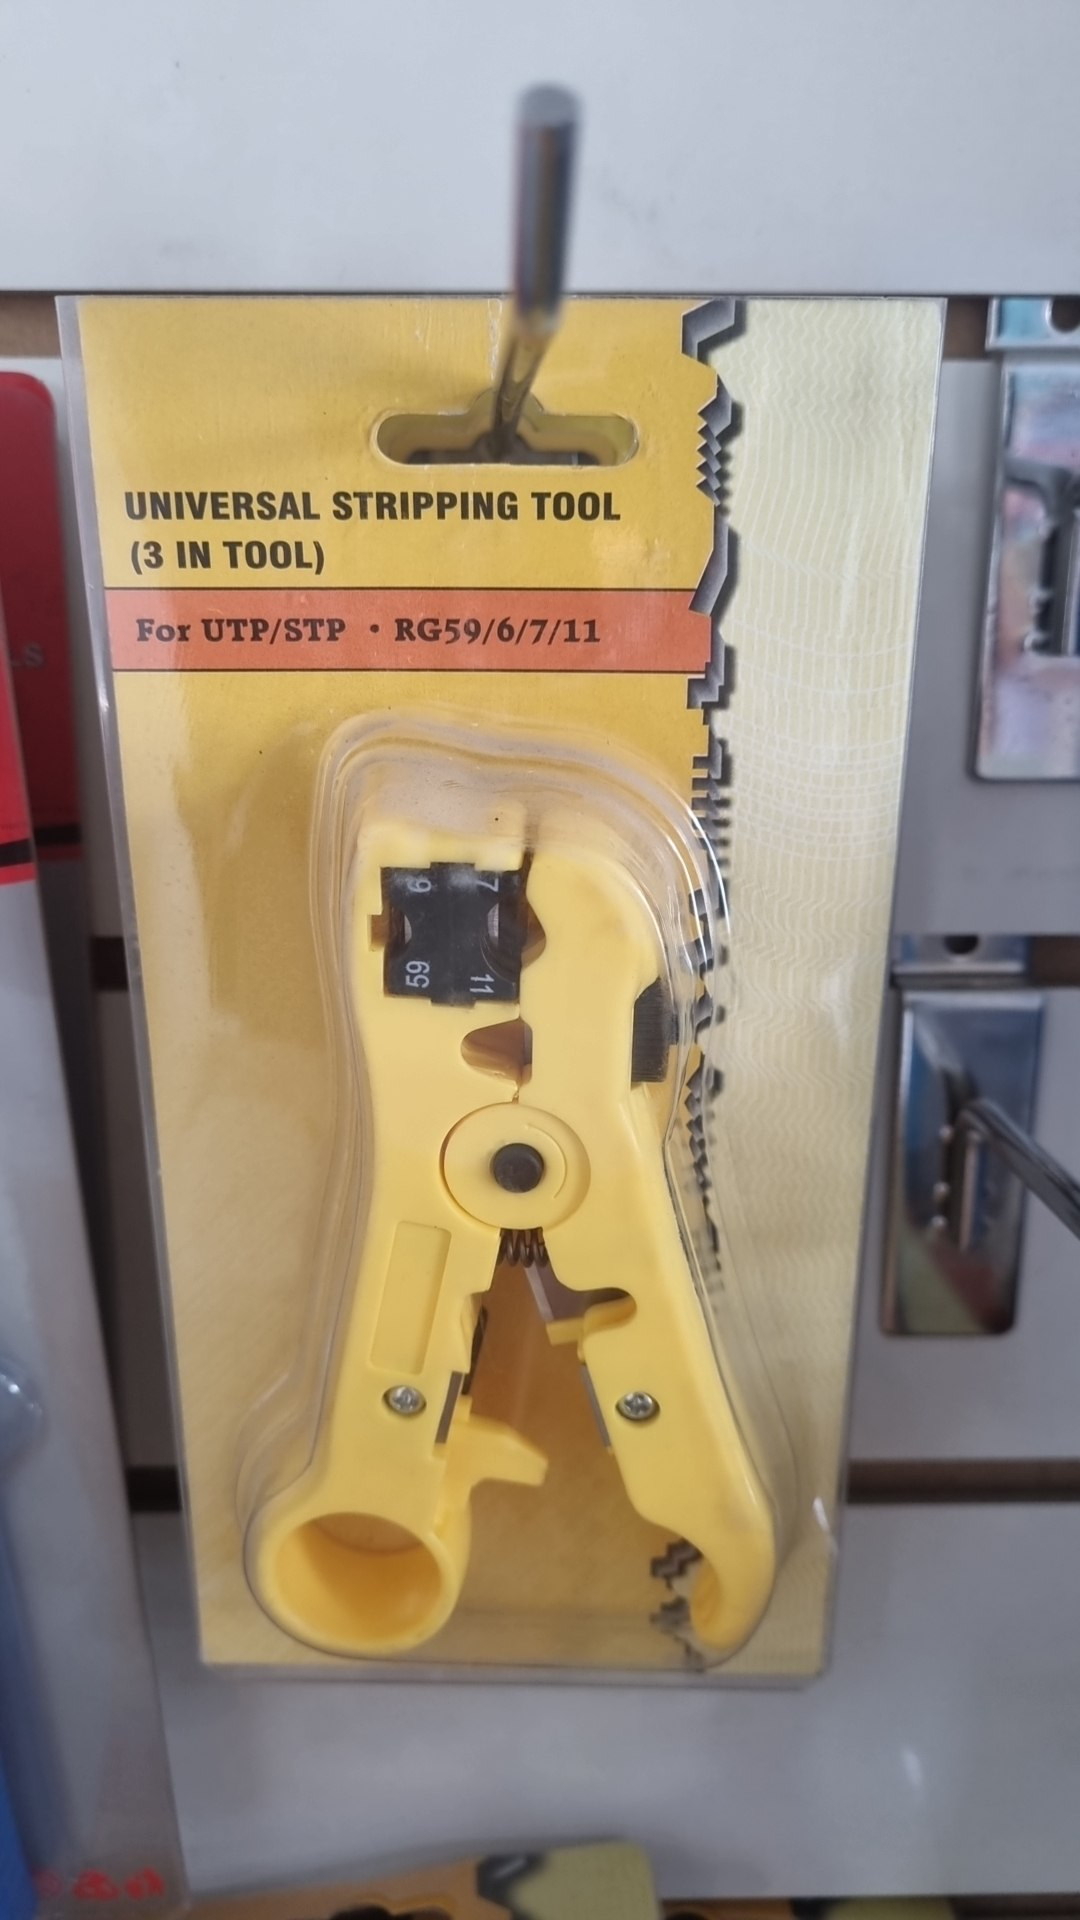 UNIVERSAL STRIPPING TOOL
(3 IN TOOL)
For UTP/STP • RG59/6/7/11
6 7
59 11